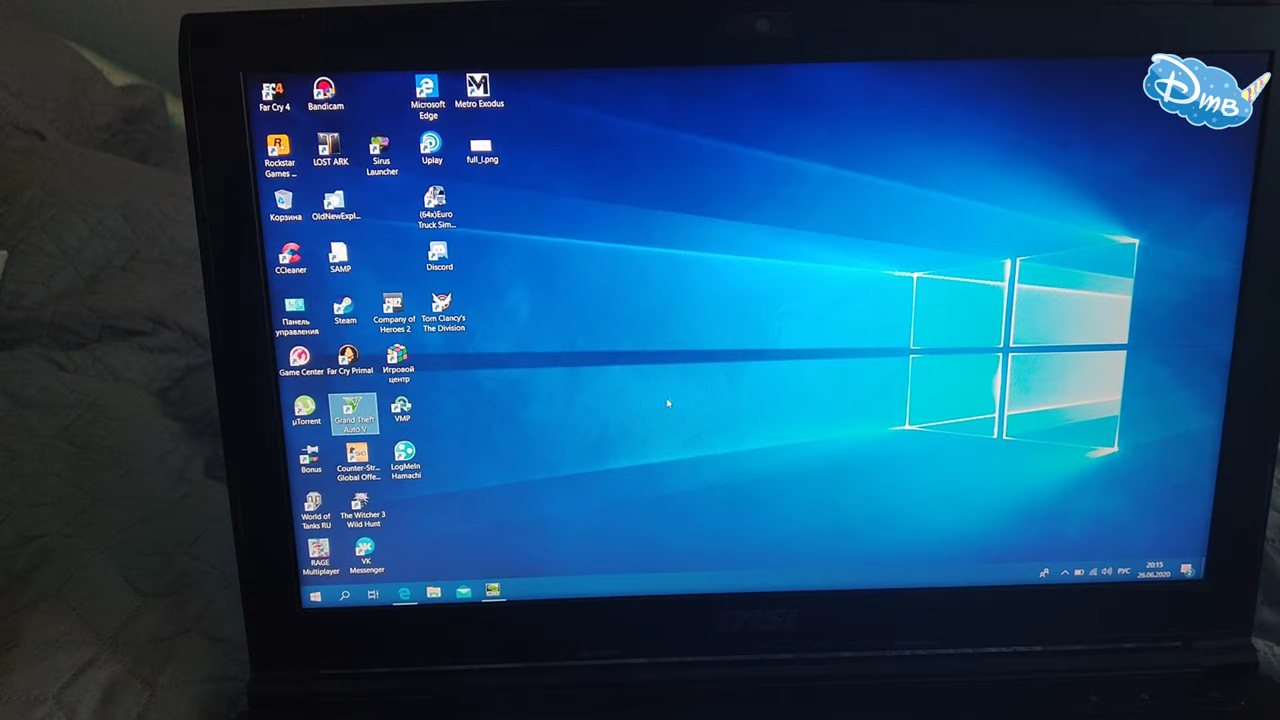 Far Cry 4
Bandicam
Microsoft
Edge
Metro Exodus
Rockstar
Games ...
LOST ARK
Sirus
Launcher
Uplay
full_l.png
Корзина
OldNewExpl...
(64x)Euro
Truck Sim...
CCleaner
SAMP
Discord
Панель
управления
Steam
Company of
Heroes 2
Tom Clancy's
The Division
Game Center
Far Cry Primal
Игровой
центр
µTorrent
Grand Theft
Auto V
VMP
Bonus
Counter-Str...
Global Offe...
LogMeIn
Hamachi
World of
Tanks RU
The Witcher 3
Wild Hunt
RAGE
Multiplayer
VK
Messenger
РУС
20:15
26.06.2020
msi
DMB